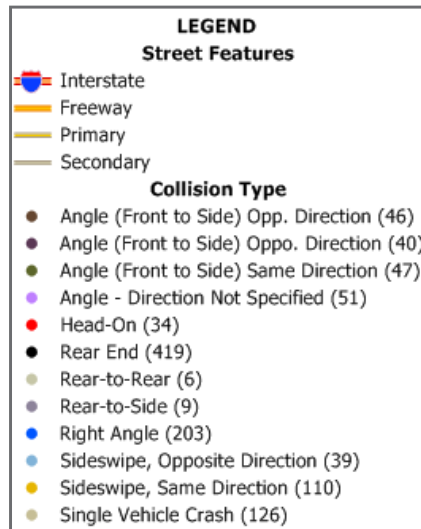 LEGEND
Street Features
Interstate
Freeway
Primary
Secondary
Collision Type
Angle (Front to Side) Opp. Direction (46)
Angle (Front to Side) Oppo. Direction (40)
Angle (Front to Side) Same Direction (47)
Angle - Direction Not Specified (51)
Head-On (34)
Rear End (419)
Rear-to-Rear (6)
Rear-to-Side (9)
Right Angle (203)
Sideswipe, Opposite Direction (39)
Sideswipe, Same Direction (110)
Single Vehicle Crash (126)